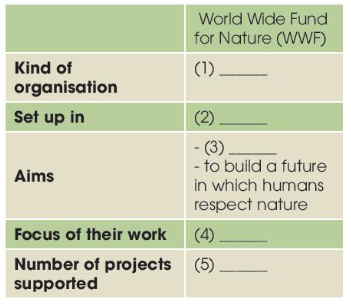 World Wide Fund
for Nature (WWF)
Kind of
organisation
(1) ______
Set up in
(2) ______
Aims
- (3) ______
- to build a future
in which humans
respect nature
Focus of their work
(4) ______
Number of projects
supported
(5) ______